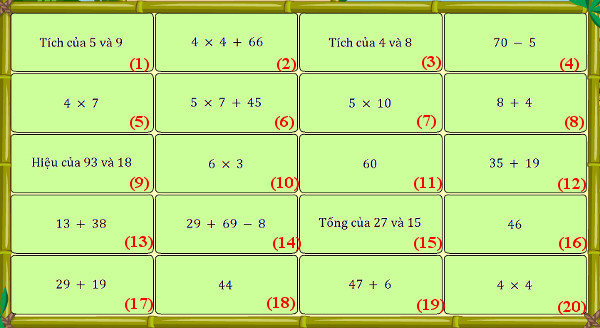 Tích của 5 và 9 (1)
4 × 4 + 66 (2)
Tích của 4 và 8 (3)
70 − 5 (4)
4 × 7 (5)
5 × 7 + 45 (6)
5 × 10 (7)
8 + 4 (8)
Hiệu của 93 và 18 (9)
6 × 3 (10)
60 (11)
35 + 19 (12)
13 + 38 (13)
29 + 69 − 8 (14)
Tổng của 27 và 15 (15)
46 (16)
29 + 19 (17)
44 (18)
47 + 6 (19)
4 × 4 (20)